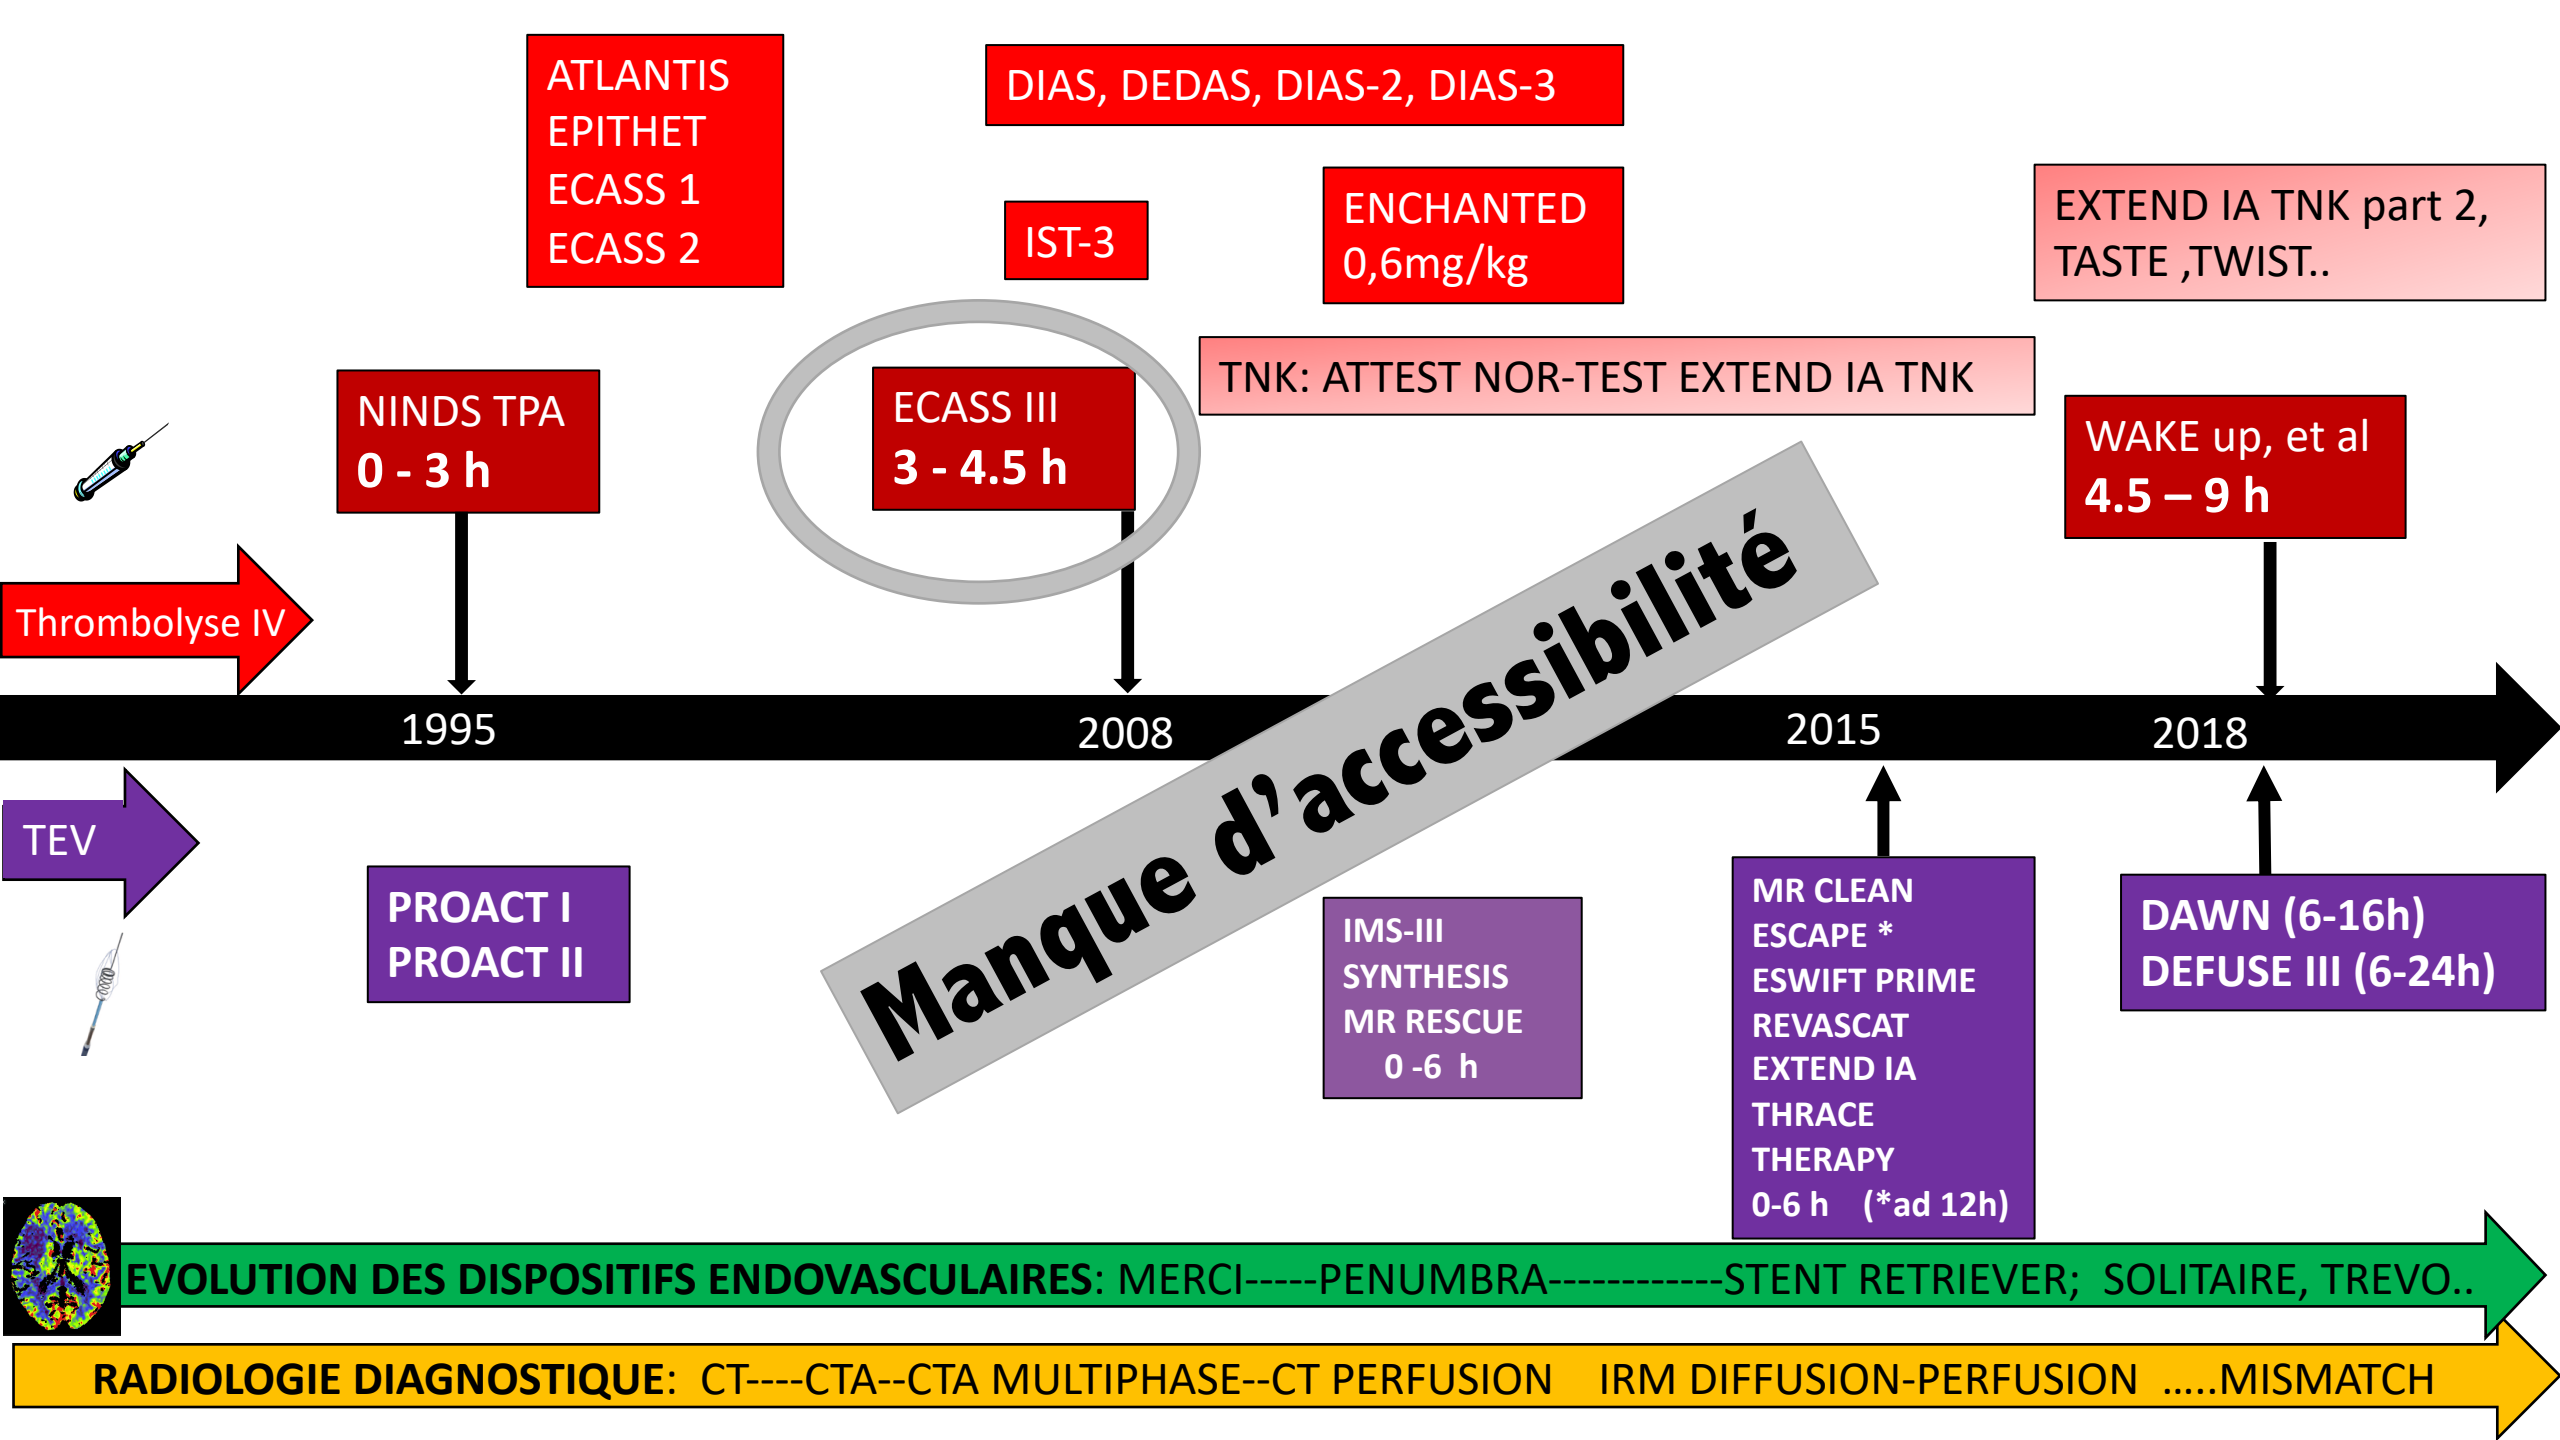 ATLANTIS
EPITHET
ECASS 1
ECASS 2
DIAS, DEDAS, DIAS-2, DIAS-3
IST-3
ENCHANTED
0,6mg/kg
EXTEND IA TNK part 2,
TASTE ,TWIST..
NINDS TPA
0 - 3 h
ECASS III
3 - 4.5 h
TNK: ATTEST NOR-TEST EXTEND IA TNK
WAKE up, et al
4.5 – 9 h
Thrombolyse IV
Manque d’accessibilité
1995
2008
2015
2018
TEV
PROACT I
PROACT II
IMS-III
SYNTHESIS
MR RESCUE
0 -6 h
MR CLEAN
ESCAPE *
ESWIFT PRIME
REVASCAT
EXTEND IA
THRACE
THERAPY
0-6 h (*ad 12h)
DAWN (6-16h)
DEFUSE III (6-24h)
EVOLUTION DES DISPOSITIFS ENDOVASCULAIRES: MERCI-----PENUMBRA------------STENT RETRIEVER; SOLITAIRE, TREVO..
RADIOLOGIE DIAGNOSTIQUE: CT----CTA--CTA MULTIPHASE--CT PERFUSION IRM DIFFUSION-PERFUSION …..MISMATCH